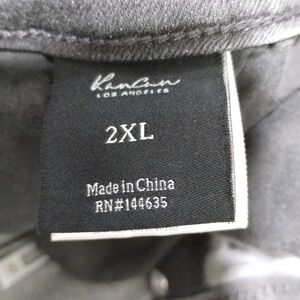 KanCan
LOS ANGELES
2XL
Made in China
RN#144635